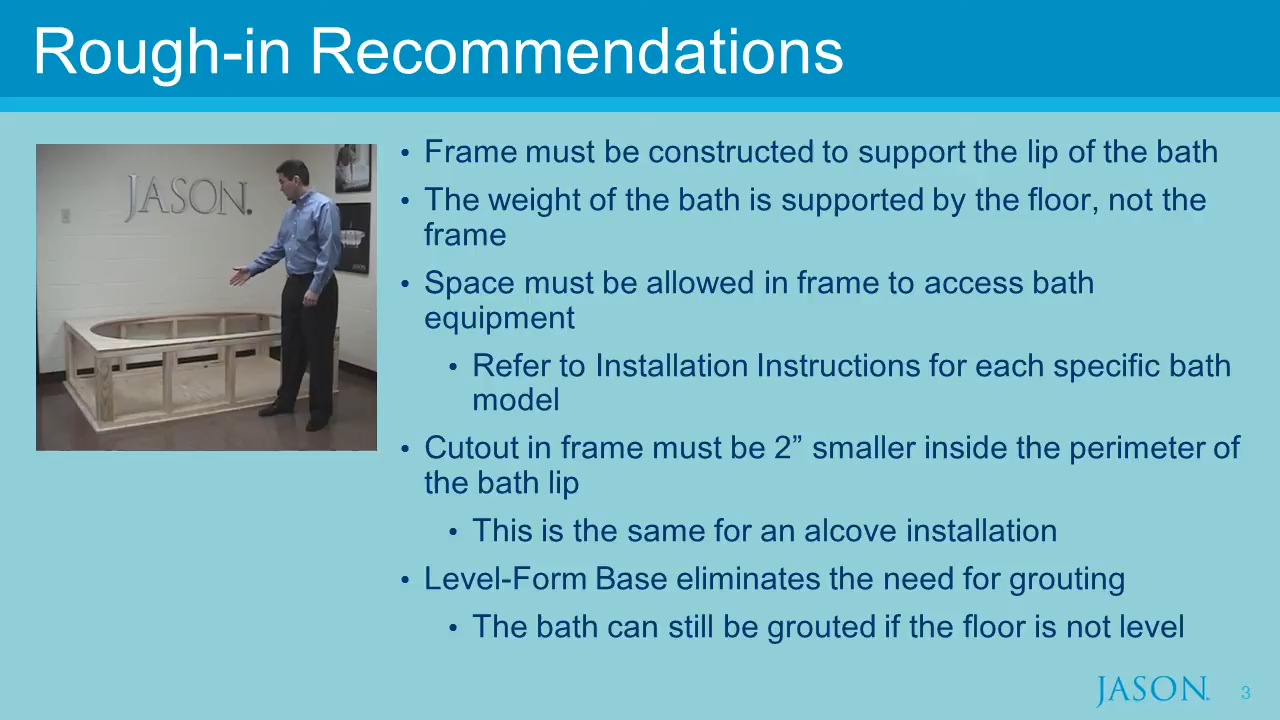 Rough-in Recommendations
JASON.
• Frame must be constructed to support the lip of the bath
• The weight of the bath is supported by the floor, not the
frame
• Space must be allowed in frame to access bath
equipment
• Refer to Installation Instructions for each specific bath
model
• Cutout in frame must be 2” smaller inside the perimeter of
the bath lip
• This is the same for an alcove installation
• Level-Form Base eliminates the need for grouting
• The bath can still be grouted if the floor is not level
JASON.
3